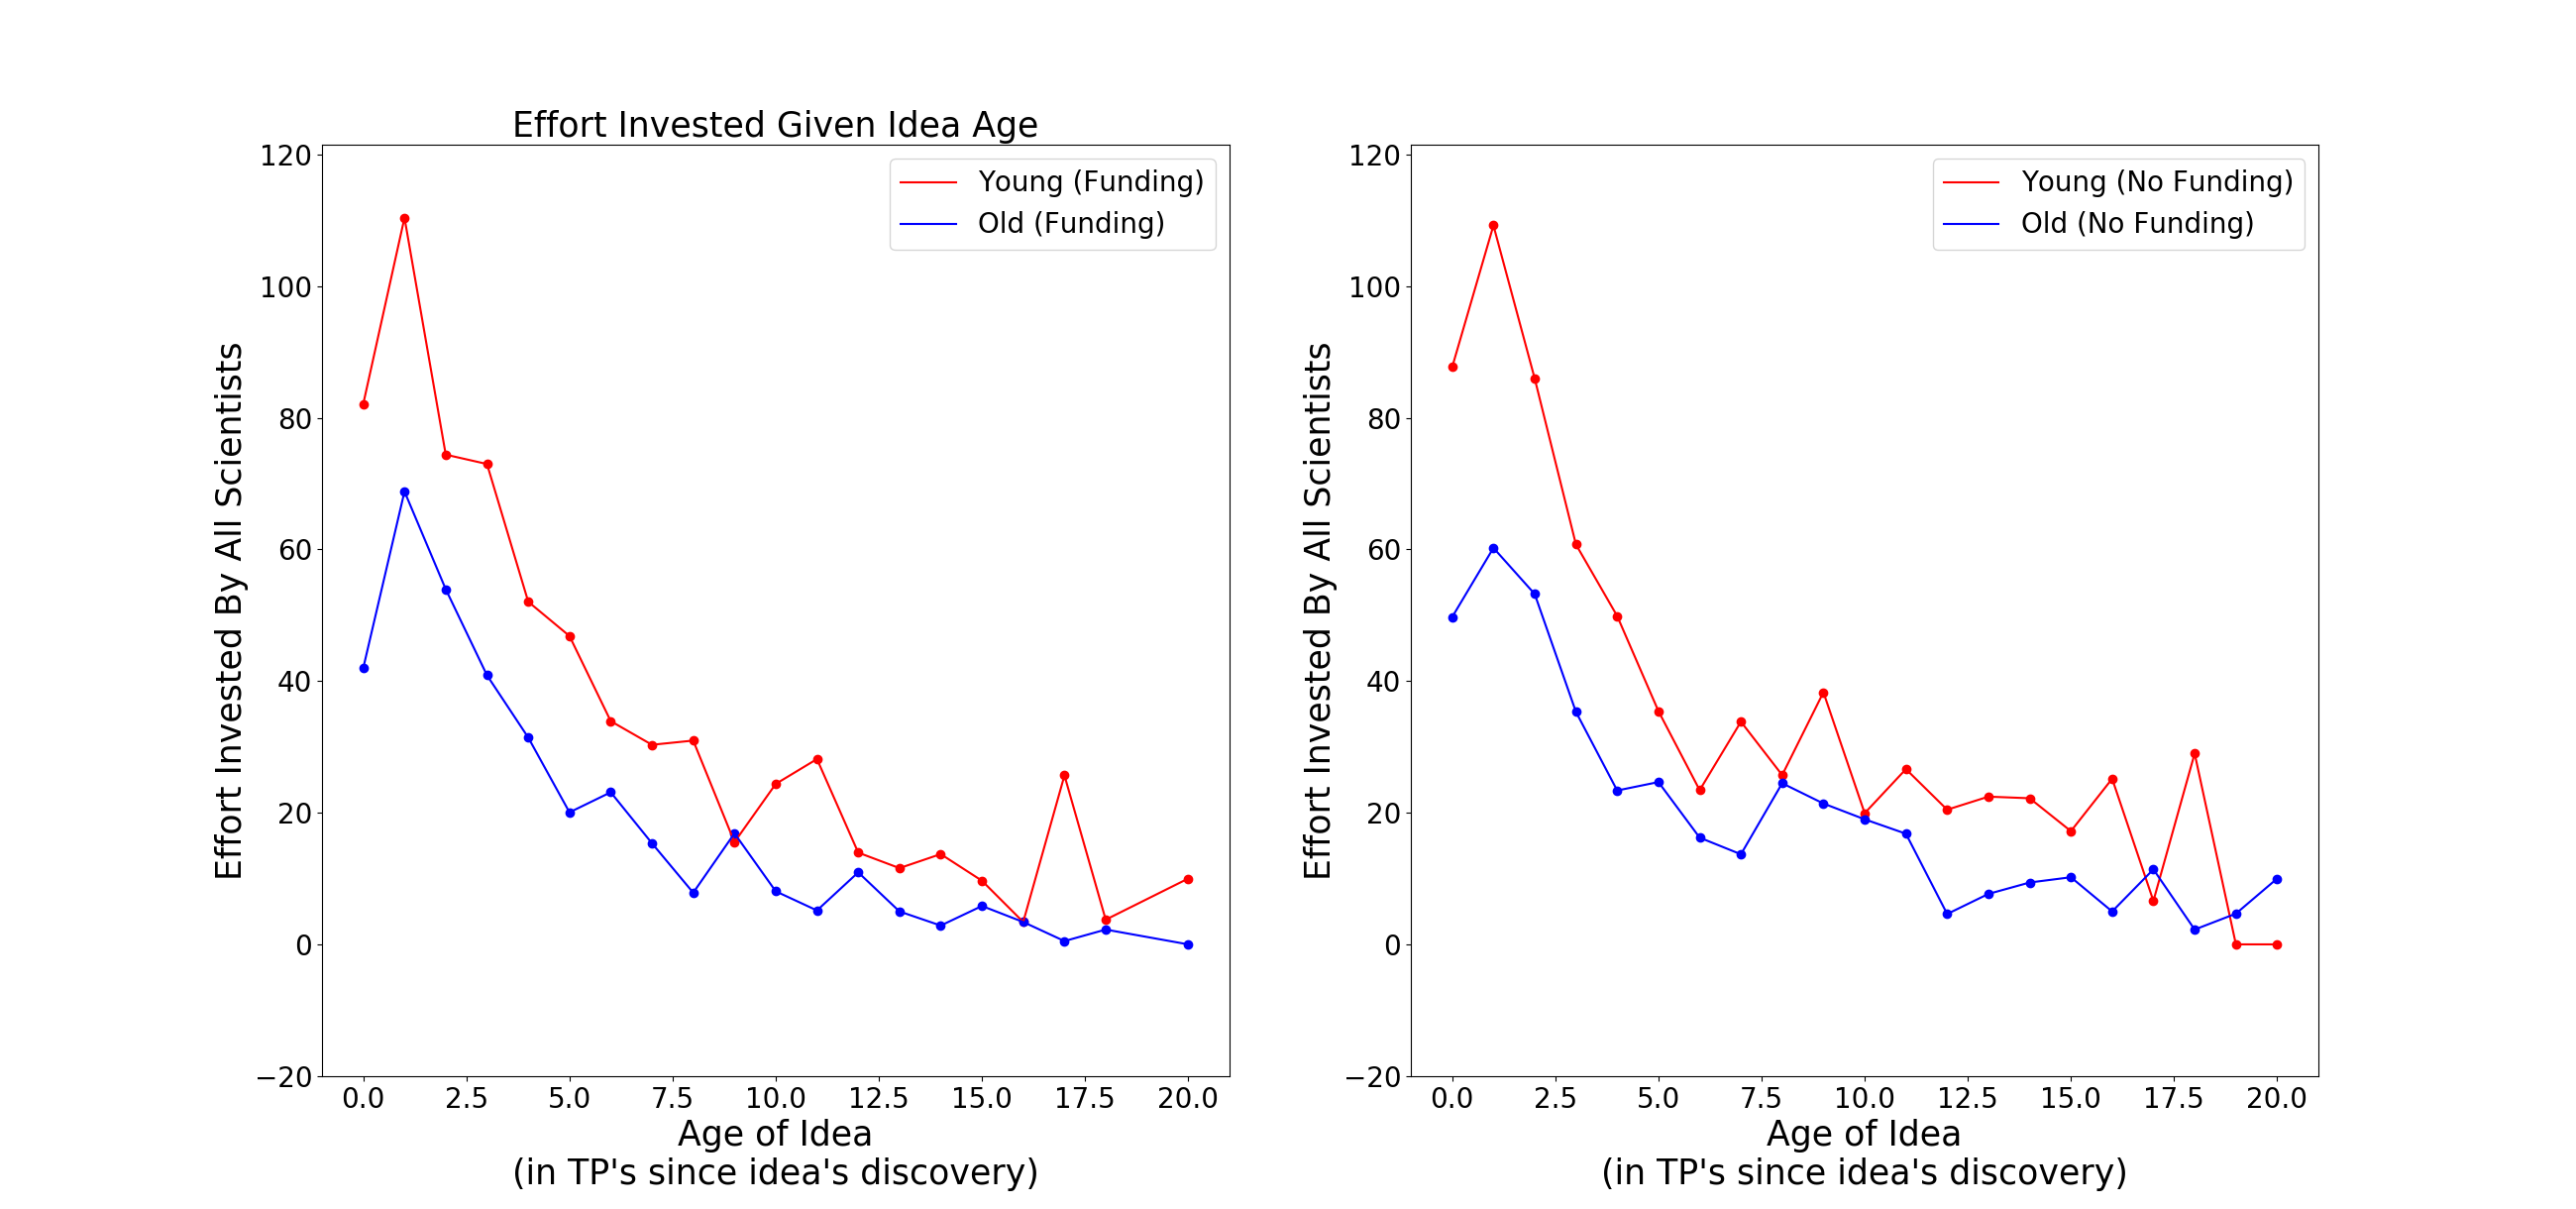 Effort Invested Given Idea Age
Young (Funding)
Old (Funding)
Effort Invested By All Scientists
120
100
80
60
40
20
0
−20
0.0 2.5 5.0 7.5 10.0 12.5 15.0 17.5 20.0
Age of Idea
(in TP's since idea's discovery)
Young (No Funding)
Old (No Funding)
Effort Invested By All Scientists
120
100
80
60
40
20
0
−20
0.0 2.5 5.0 7.5 10.0 12.5 15.0 17.5 20.0
Age of Idea
(in TP's since idea's discovery)